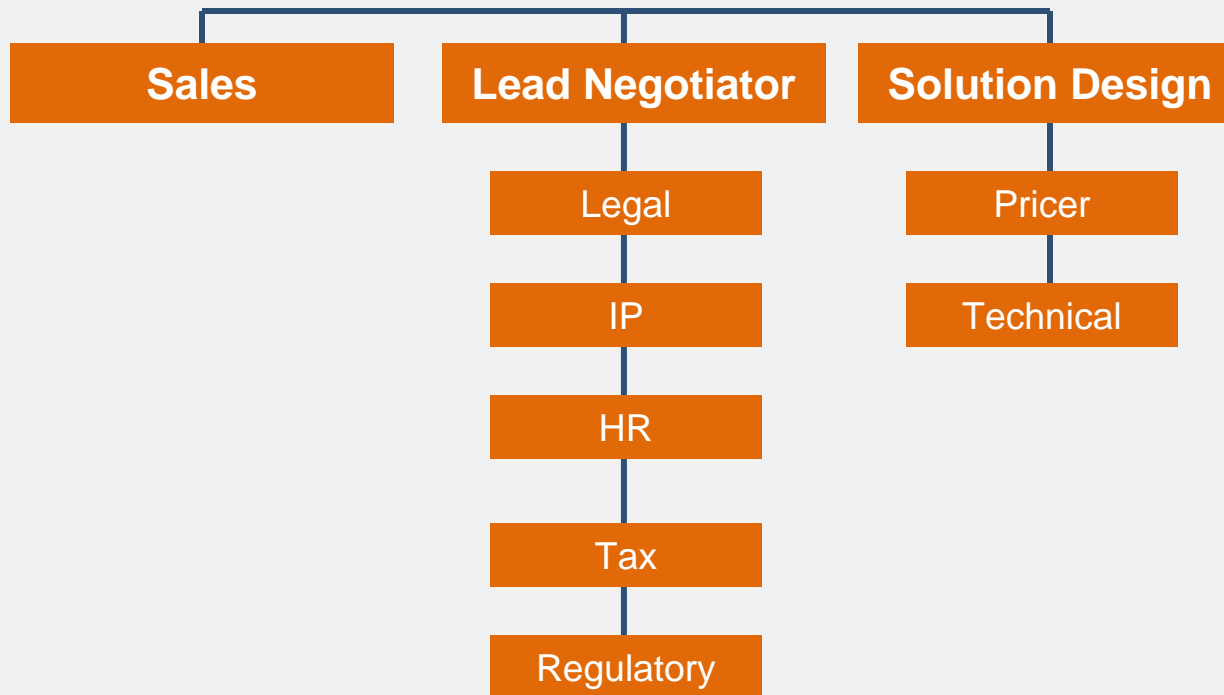 Sales
Lead Negotiator
Solution Design
Legal
Pricer
IP
Technical
HR
Tax
Regulatory